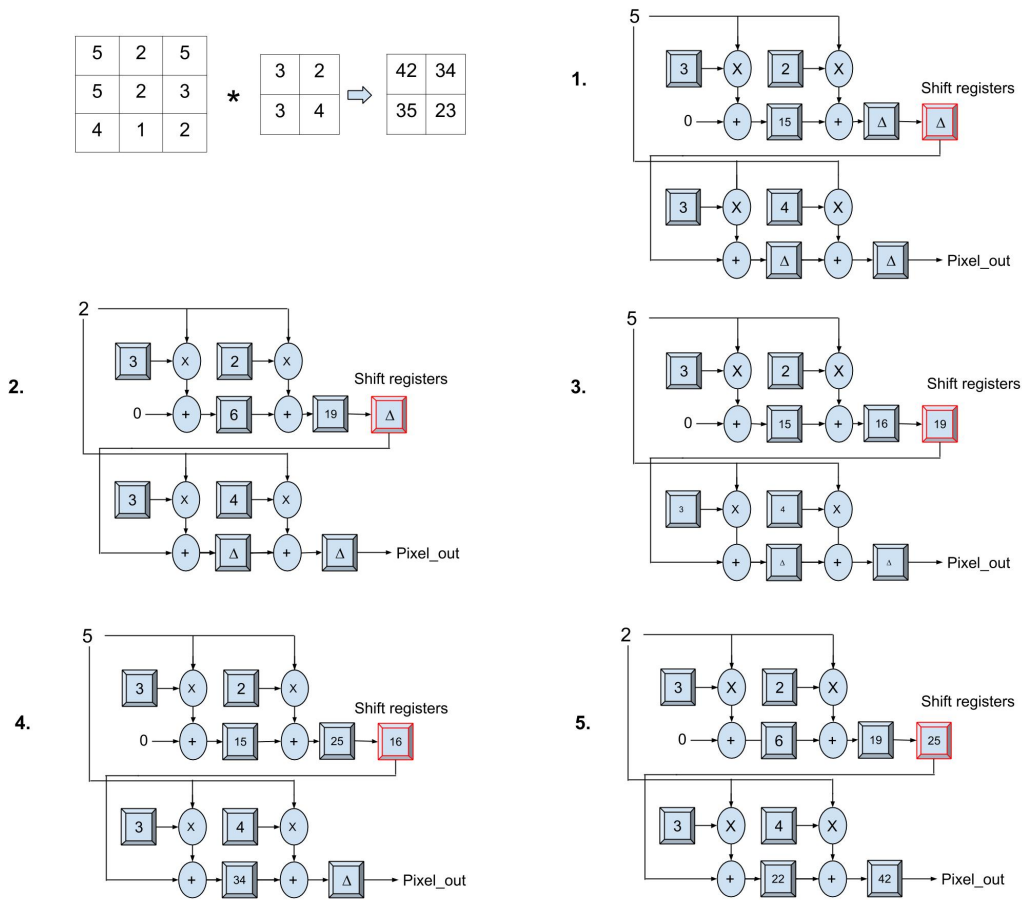 5 2 5
5 2 3
4 1 2
*
3 2
3 4
42 34
35 23
1.
5
3 X 2 X
Shift registers
0 + 15 + Δ Δ
3 X 4 X
+ Δ + Δ Pixel_out
2.
2
3 X 2 X
Shift registers
0 + 6 + 19 Δ
3 X 4 X
+ Δ + Δ Pixel_out
3.
5
3 X 2 X
Shift registers
0 + 15 + 16 19
3 X 4 X
+ Δ + Δ Pixel_out
4.
5
3 X 2 X
Shift registers
0 + 15 + 25 16
3 X 4 X
+ 34 + Δ Pixel_out
5.
2
3 X 2 X
Shift registers
0 + 6 + 19 25
3 X 4 X
+ 22 + 42 Pixel_out